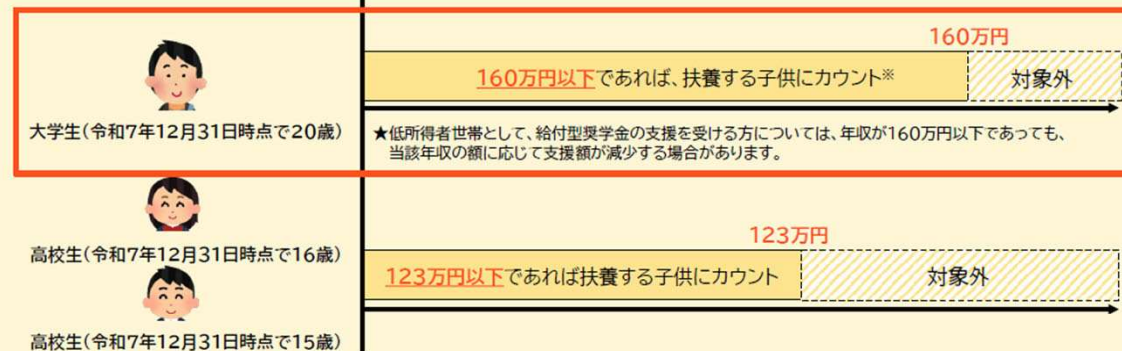 160万円
160万円以下であれば、扶養する子供にカウント※
対象外
大学生(令和7年12月31日時点で20歳)
★低所得者世帯として、給付型奨学金の支援を受ける方については、年収が160万円以下であっても、
当該年収の額に応じて支援額が減少する場合があります。
123万円
高校生(令和7年12月31日時点で16歳)
123万円以下であれば扶養する子供にカウント
対象外
高校生(令和7年12月31日時点で15歳)